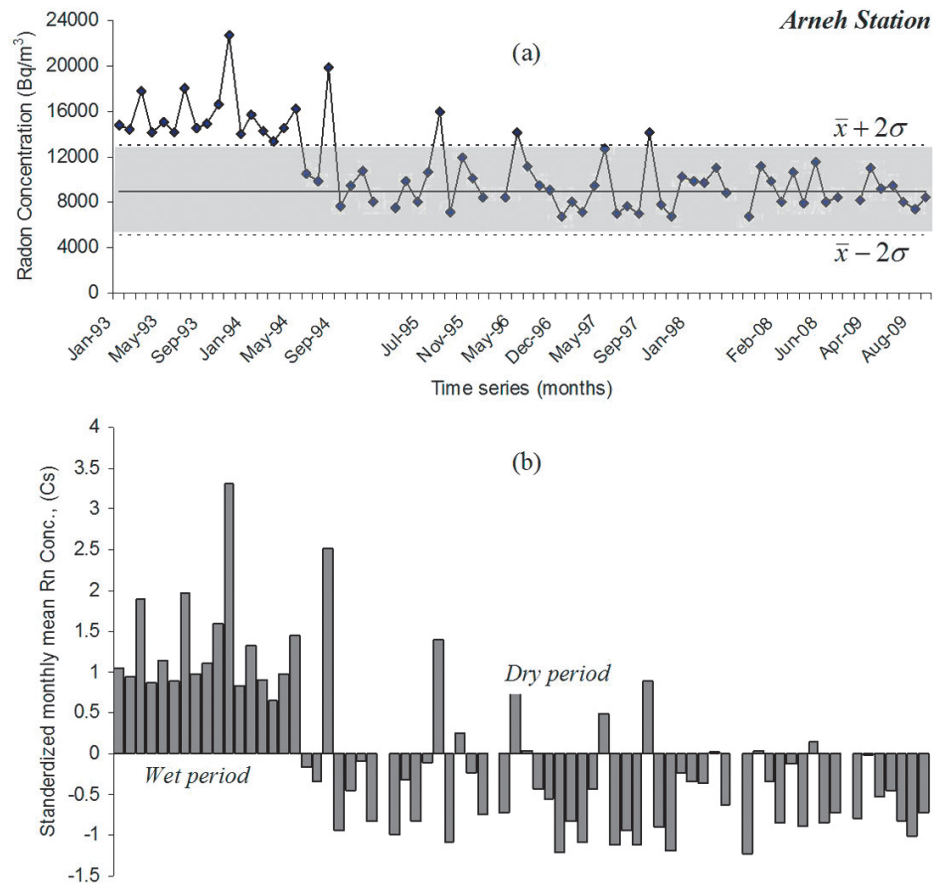 Arneh Station
(a)
Radon Concentration (Bq/m³)
24000
20000
16000
12000
8000
4000
0
x̄ + 2σ
x̄ − 2σ
Jan-93
May-93
Sep-93
Jan-94
May-94
Sep-94
Jul-95
Nov-95
May-96
Dec-96
May-97
Sep-97
Jan-98
Feb-08
Jun-08
Apr-09
Aug-09
Time series (months)
(b)
Standerdized monthly mean Rn Conc., (Cs)
4
3.5
3
2.5
2
1.5
1
0.5
0
-0.5
-1
-1.5
Dry period
Wet period